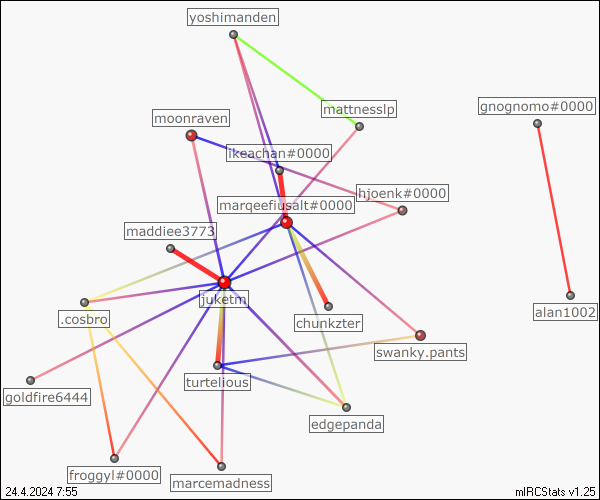 yoshimanden
gnognomo#0000
mattnesslp
moonraven
ikeachan#0000
hjoenk#0000
marqeefiusalt#0000
maddiee3773
juketm
alan1002
.cosbro
chunkzter
swanky.pants
turtelious
goldfire6444
edgepanda
froggyl#0000
marcemadness
24.4.2024 7:55
mIRCStats v1.25